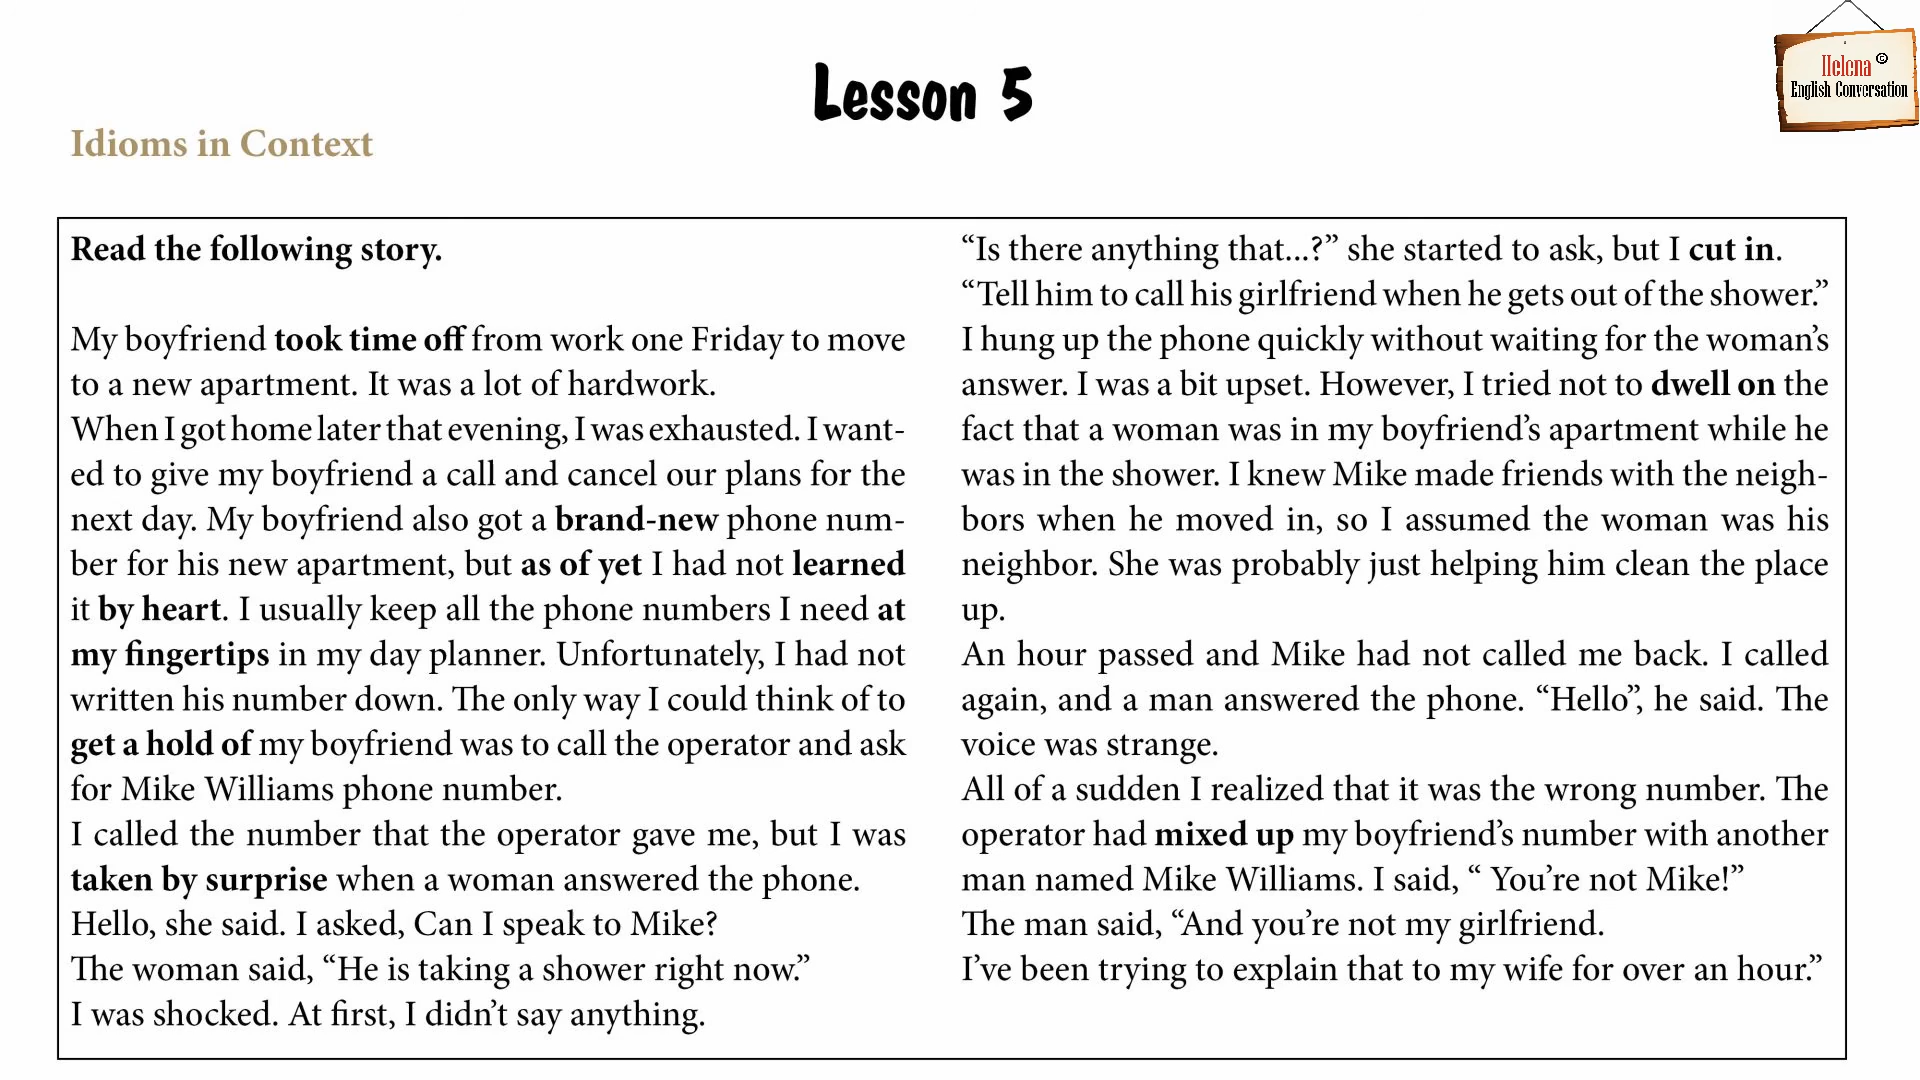 Lesson 5
Helena ©
English Conversation
Idioms in Context
Read the following story.
My boyfriend took time off from work one Friday to move
to a new apartment. It was a lot of hardwork.
When I got home later that evening, I was exhausted. I want-
ed to give my boyfriend a call and cancel our plans for the
next day. My boyfriend also got a brand-new phone num-
ber for his new apartment, but as of yet I had not learned
it by heart. I usually keep all the phone numbers I need at
my fingertips in my day planner. Unfortunately, I had not
written his number down. The only way I could think of to
get a hold of my boyfriend was to call the operator and ask
for Mike Williams phone number.
I called the number that the operator gave me, but I was
taken by surprise when a woman answered the phone.
Hello, she said. I asked, Can I speak to Mike?
The woman said, “He is taking a shower right now.”
I was shocked. At first, I didn’t say anything.
“Is there anything that...?” she started to ask, but I cut in.
“Tell him to call his girlfriend when he gets out of the shower.”
I hung up the phone quickly without waiting for the woman’s
answer. I was a bit upset. However, I tried not to dwell on the
fact that a woman was in my boyfriend’s apartment while he
was in the shower. I knew Mike made friends with the neigh-
bors when he moved in, so I assumed the woman was his
neighbor. She was probably just helping him clean the place
up.
An hour passed and Mike had not called me back. I called
again, and a man answered the phone. “Hello”, he said. The
voice was strange.
All of a sudden I realized that it was the wrong number. The
operator had mixed up my boyfriend’s number with another
man named Mike Williams. I said, “ You’re not Mike!”
The man said, “And you’re not my girlfriend.
I’ve been trying to explain that to my wife for over an hour.”